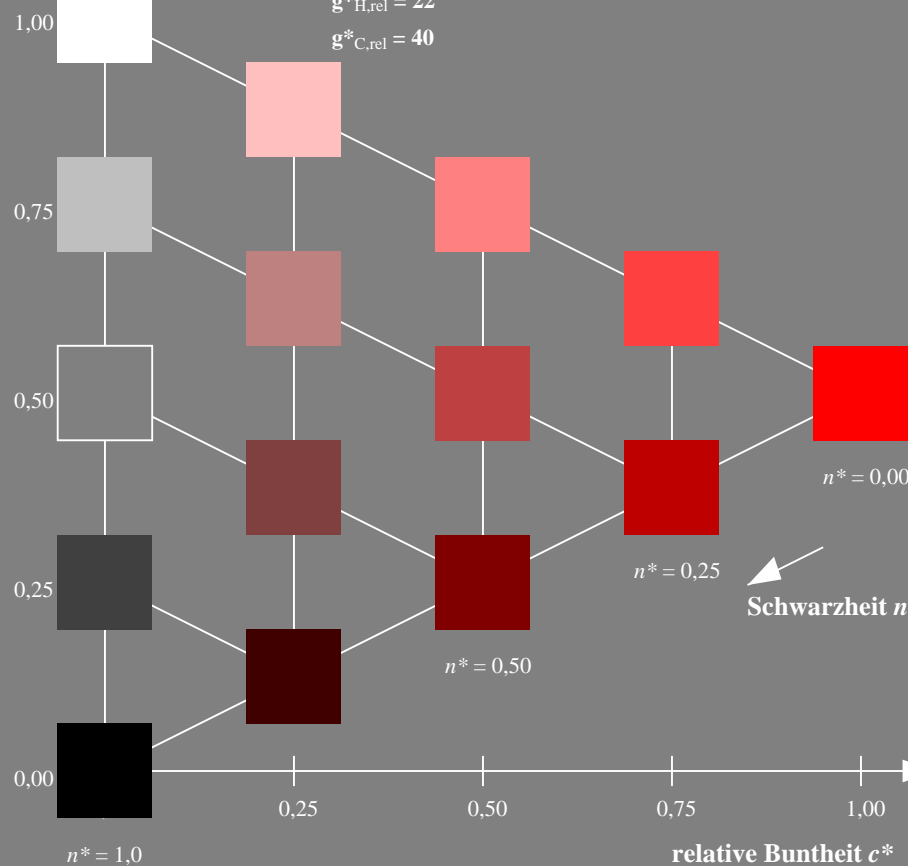 g*H,rel = 22
1,00
g*C,rel = 40
0,75
0,50
n* = 0,00
n* = 0,25
0,25
Schwarzheit n
n* = 0,50
0,00
0,25 0,50 0,75 1,00
n* = 1,0
relative Buntheit c*